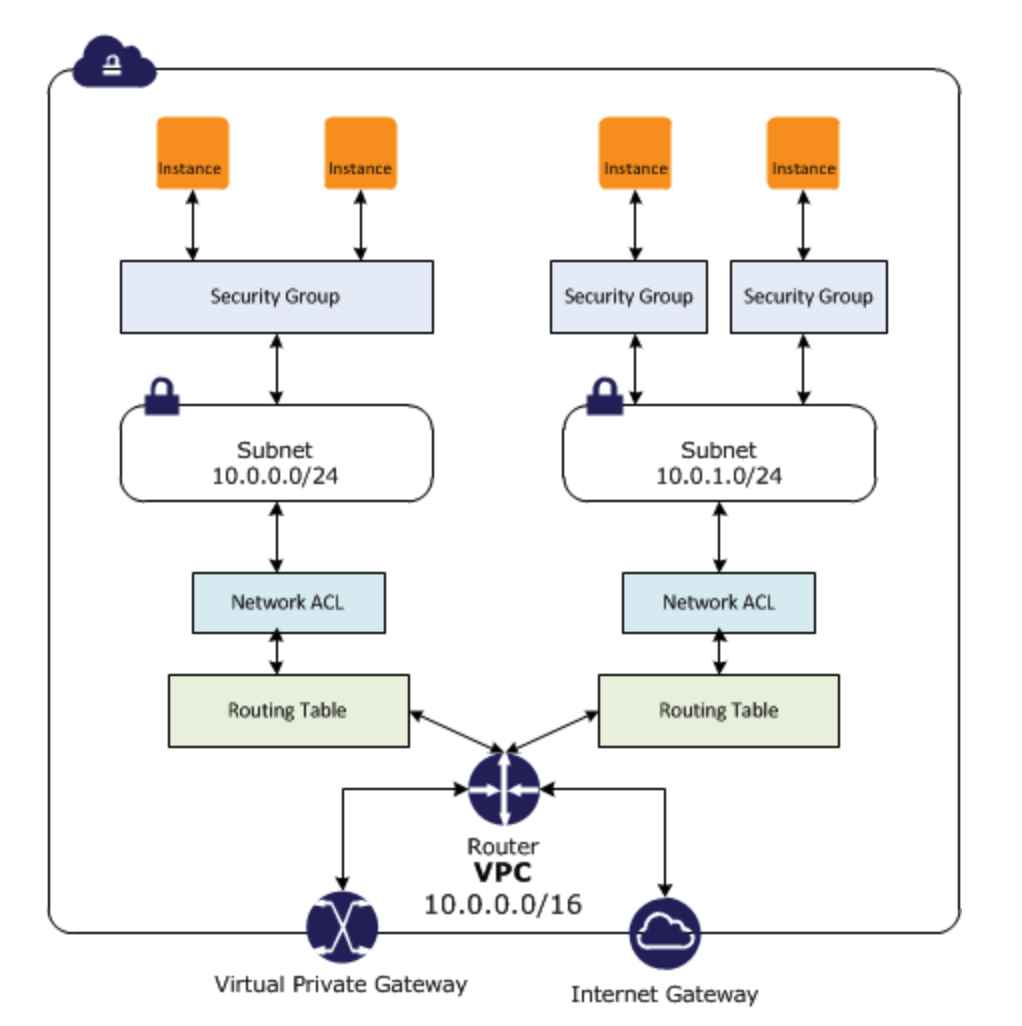 Instance
Instance
Instance
Instance
Security Group
Security Group
Security Group
Subnet
10.0.0.0/24
Subnet
10.0.1.0/24
Network ACL
Network ACL
Routing Table
Routing Table
Router
VPC
10.0.0.0/16
Virtual Private Gateway
Internet Gateway